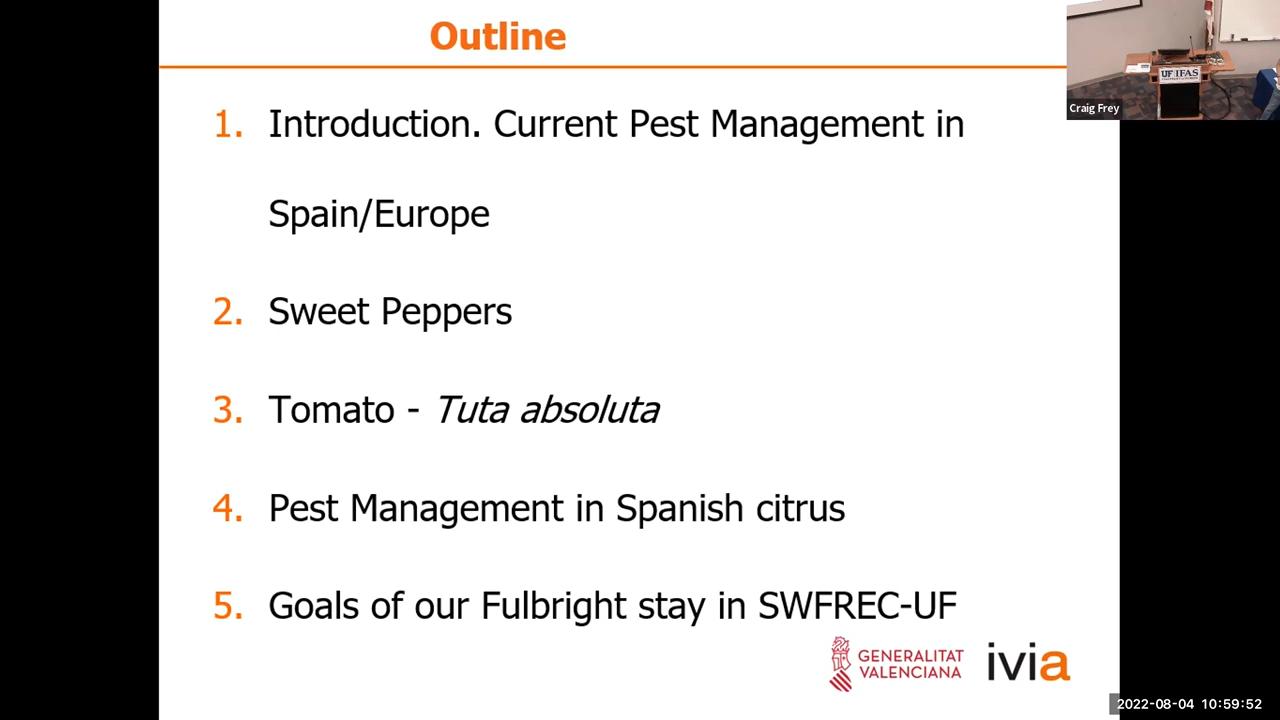 Outline
1. Introduction. Current Pest Management in
Spain/Europe
2. Sweet Peppers
3. Tomato - Tuta absoluta
4. Pest Management in Spanish citrus
5. Goals of our Fulbright stay in SWFREC-UF
GENERALITAT
VALENCIANA
ivia
UF IFAS
Craig Frey
2022-08-04 10:59:52